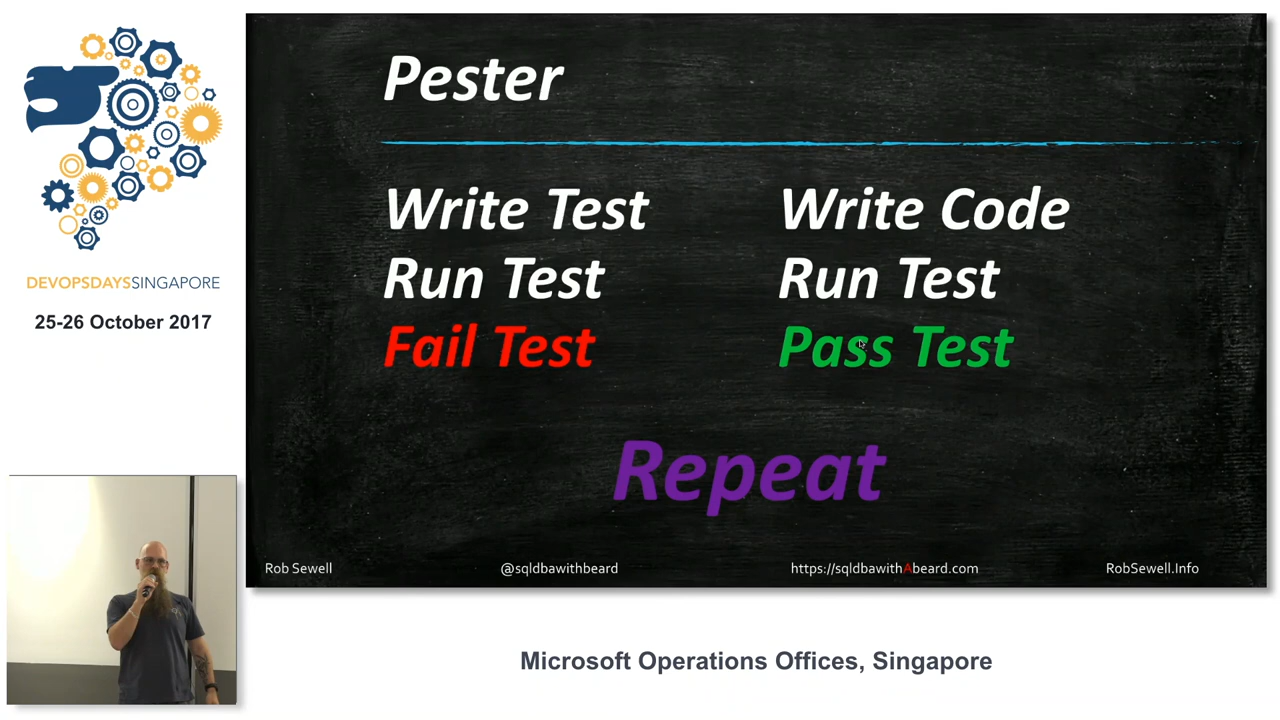 DEVOPSDAYSSINGAPORE
25-26 October 2017
Pester
Write Test
Run Test
Fail Test
Write Code
Run Test
Pass Test
Repeat
Rob Sewell
@sqldbawithbeard
https://sqldbawithAbeard.com
RobSewell.Info
Microsoft Operations Offices, Singapore